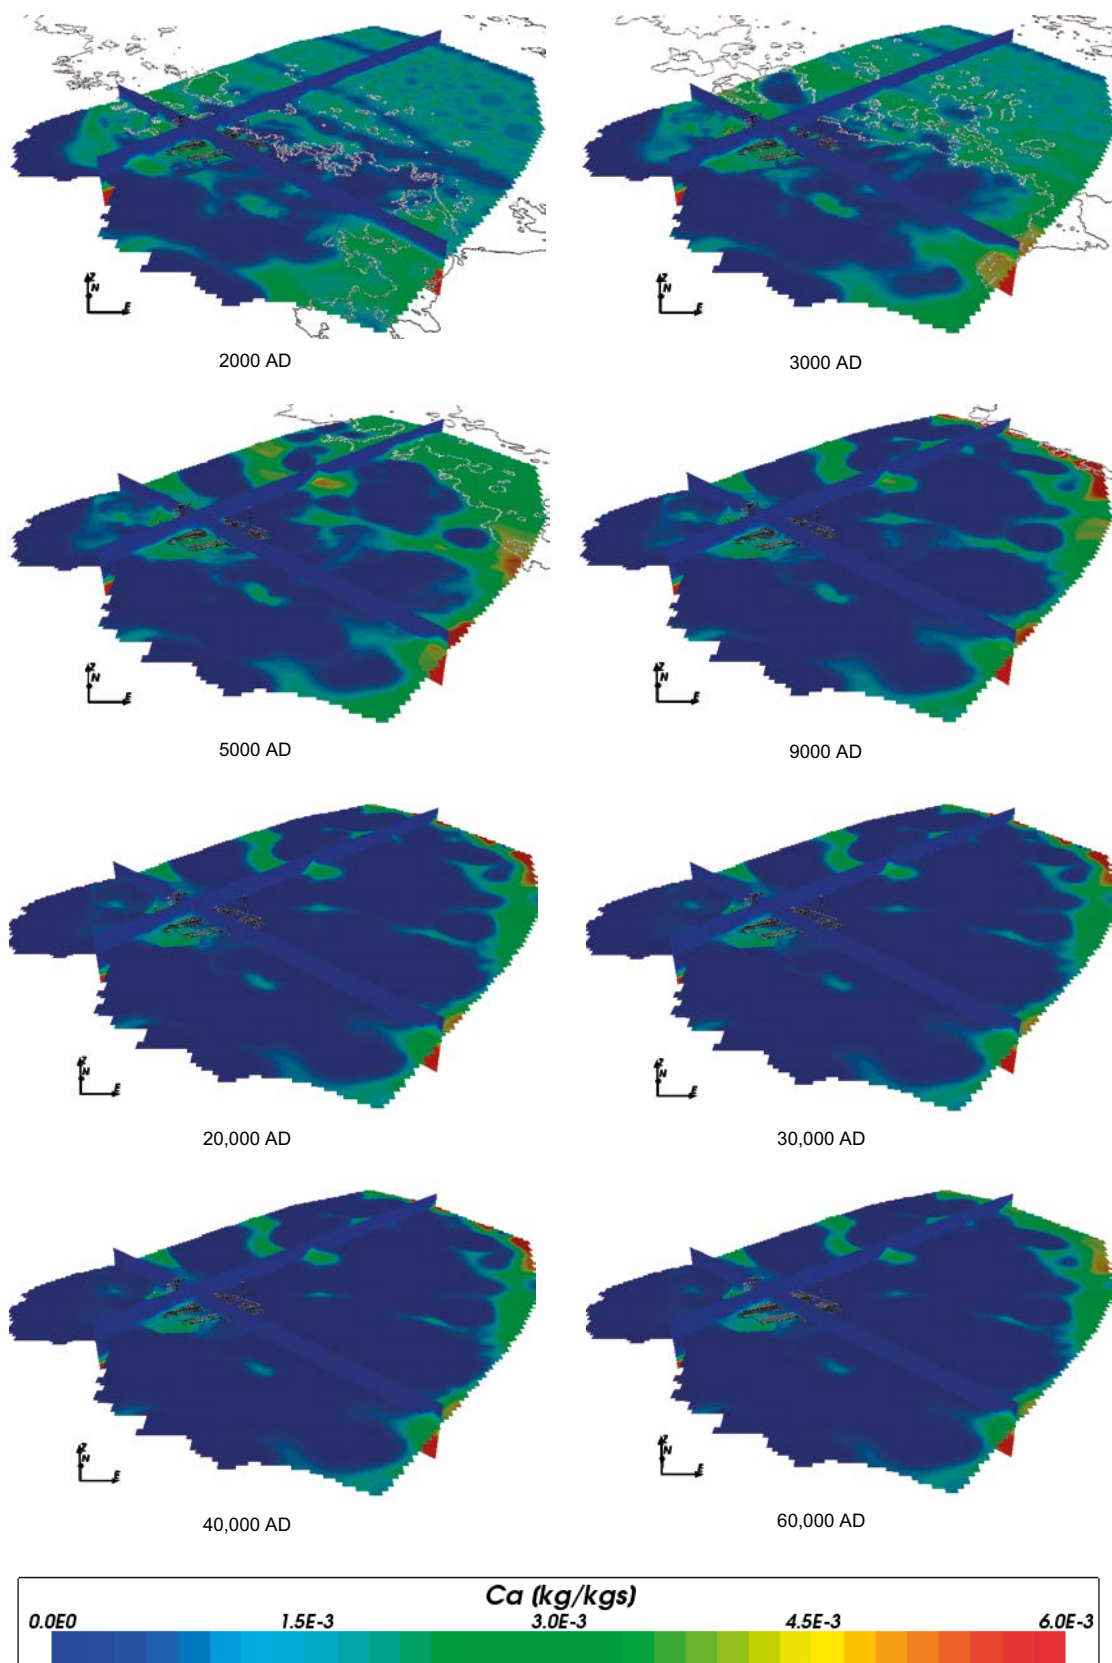 Z
N
E
Z
N
E
2000 AD
3000 AD
Z
N
E
Z
N
E
5000 AD
9000 AD
Z
N
E
Z
N
E
20,000 AD
30,000 AD
Z
N
E
Z
N
E
40,000 AD
60,000 AD
Ca (kg/kgs)
0.0E0 1.5E-3 3.0E-3 4.5E-3 6.0E-3